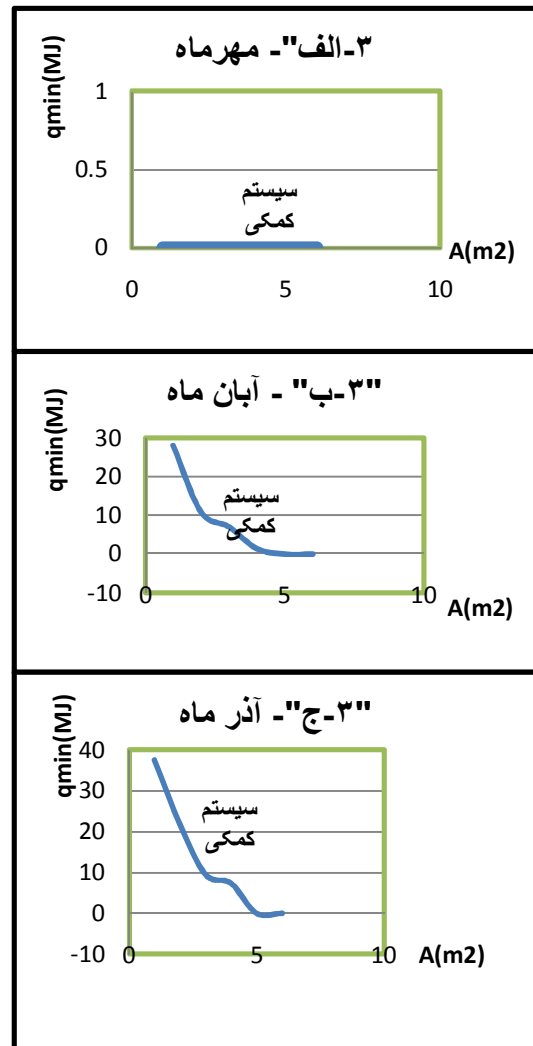 ۳-الف"- مهرماه
qmin(MJ)
1
0.5
0
سیستم
کمکی
A(m2)
0 5 10
"۳-ب" - آبان ماه
qmin(MJ)
30
20
10
0
-10
سیستم
کمکی
0 5 10
A(m2)
"۳-ج"- آذر ماه
qmin(MJ)
40
30
20
10
0
-10
سیستم
کمکی
0 5 10
A(m2)